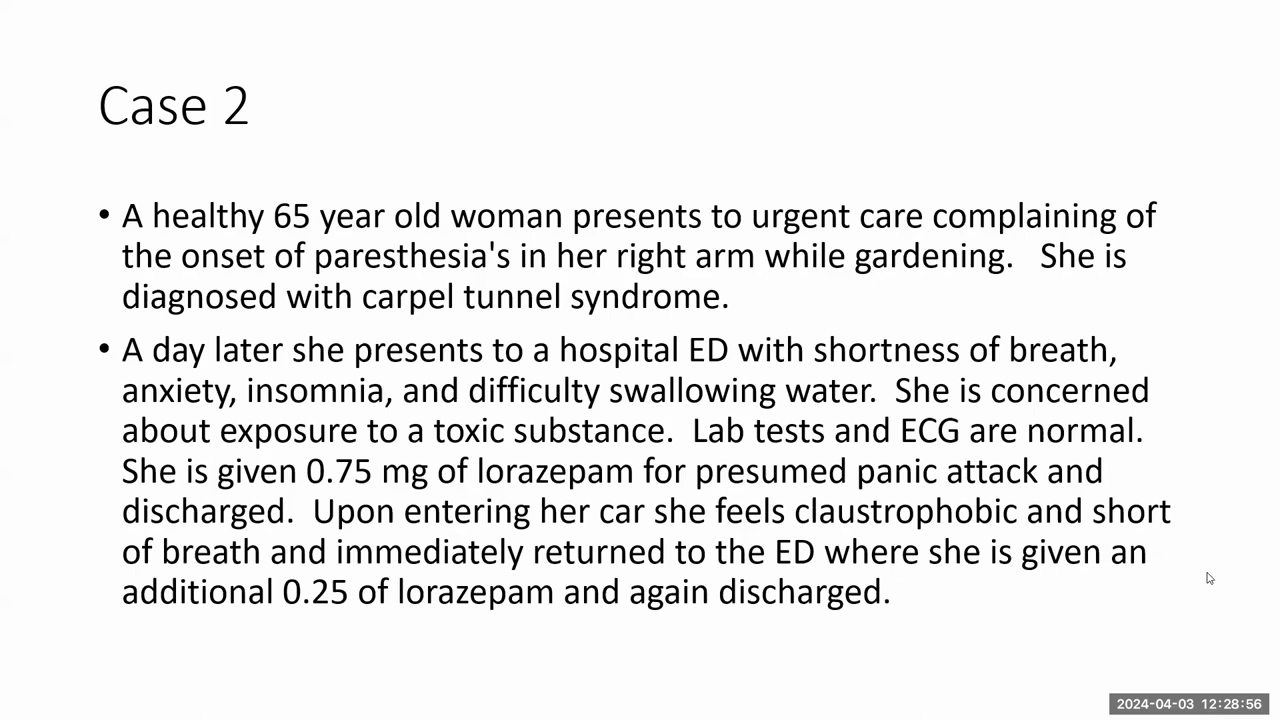 Case 2
• A healthy 65 year old woman presents to urgent care complaining of
the onset of paresthesia's in her right arm while gardening.   She is
diagnosed with carpel tunnel syndrome.
• A day later she presents to a hospital ED with shortness of breath,
anxiety, insomnia, and difficulty swallowing water.  She is concerned
about exposure to a toxic substance.  Lab tests and ECG are normal.
She is given 0.75 mg of lorazepam for presumed panic attack and
discharged.  Upon entering her car she feels claustrophobic and short
of breath and immediately returned to the ED where she is given an
additional 0.25 of lorazepam and again discharged.
2024-04-03  12:28:56